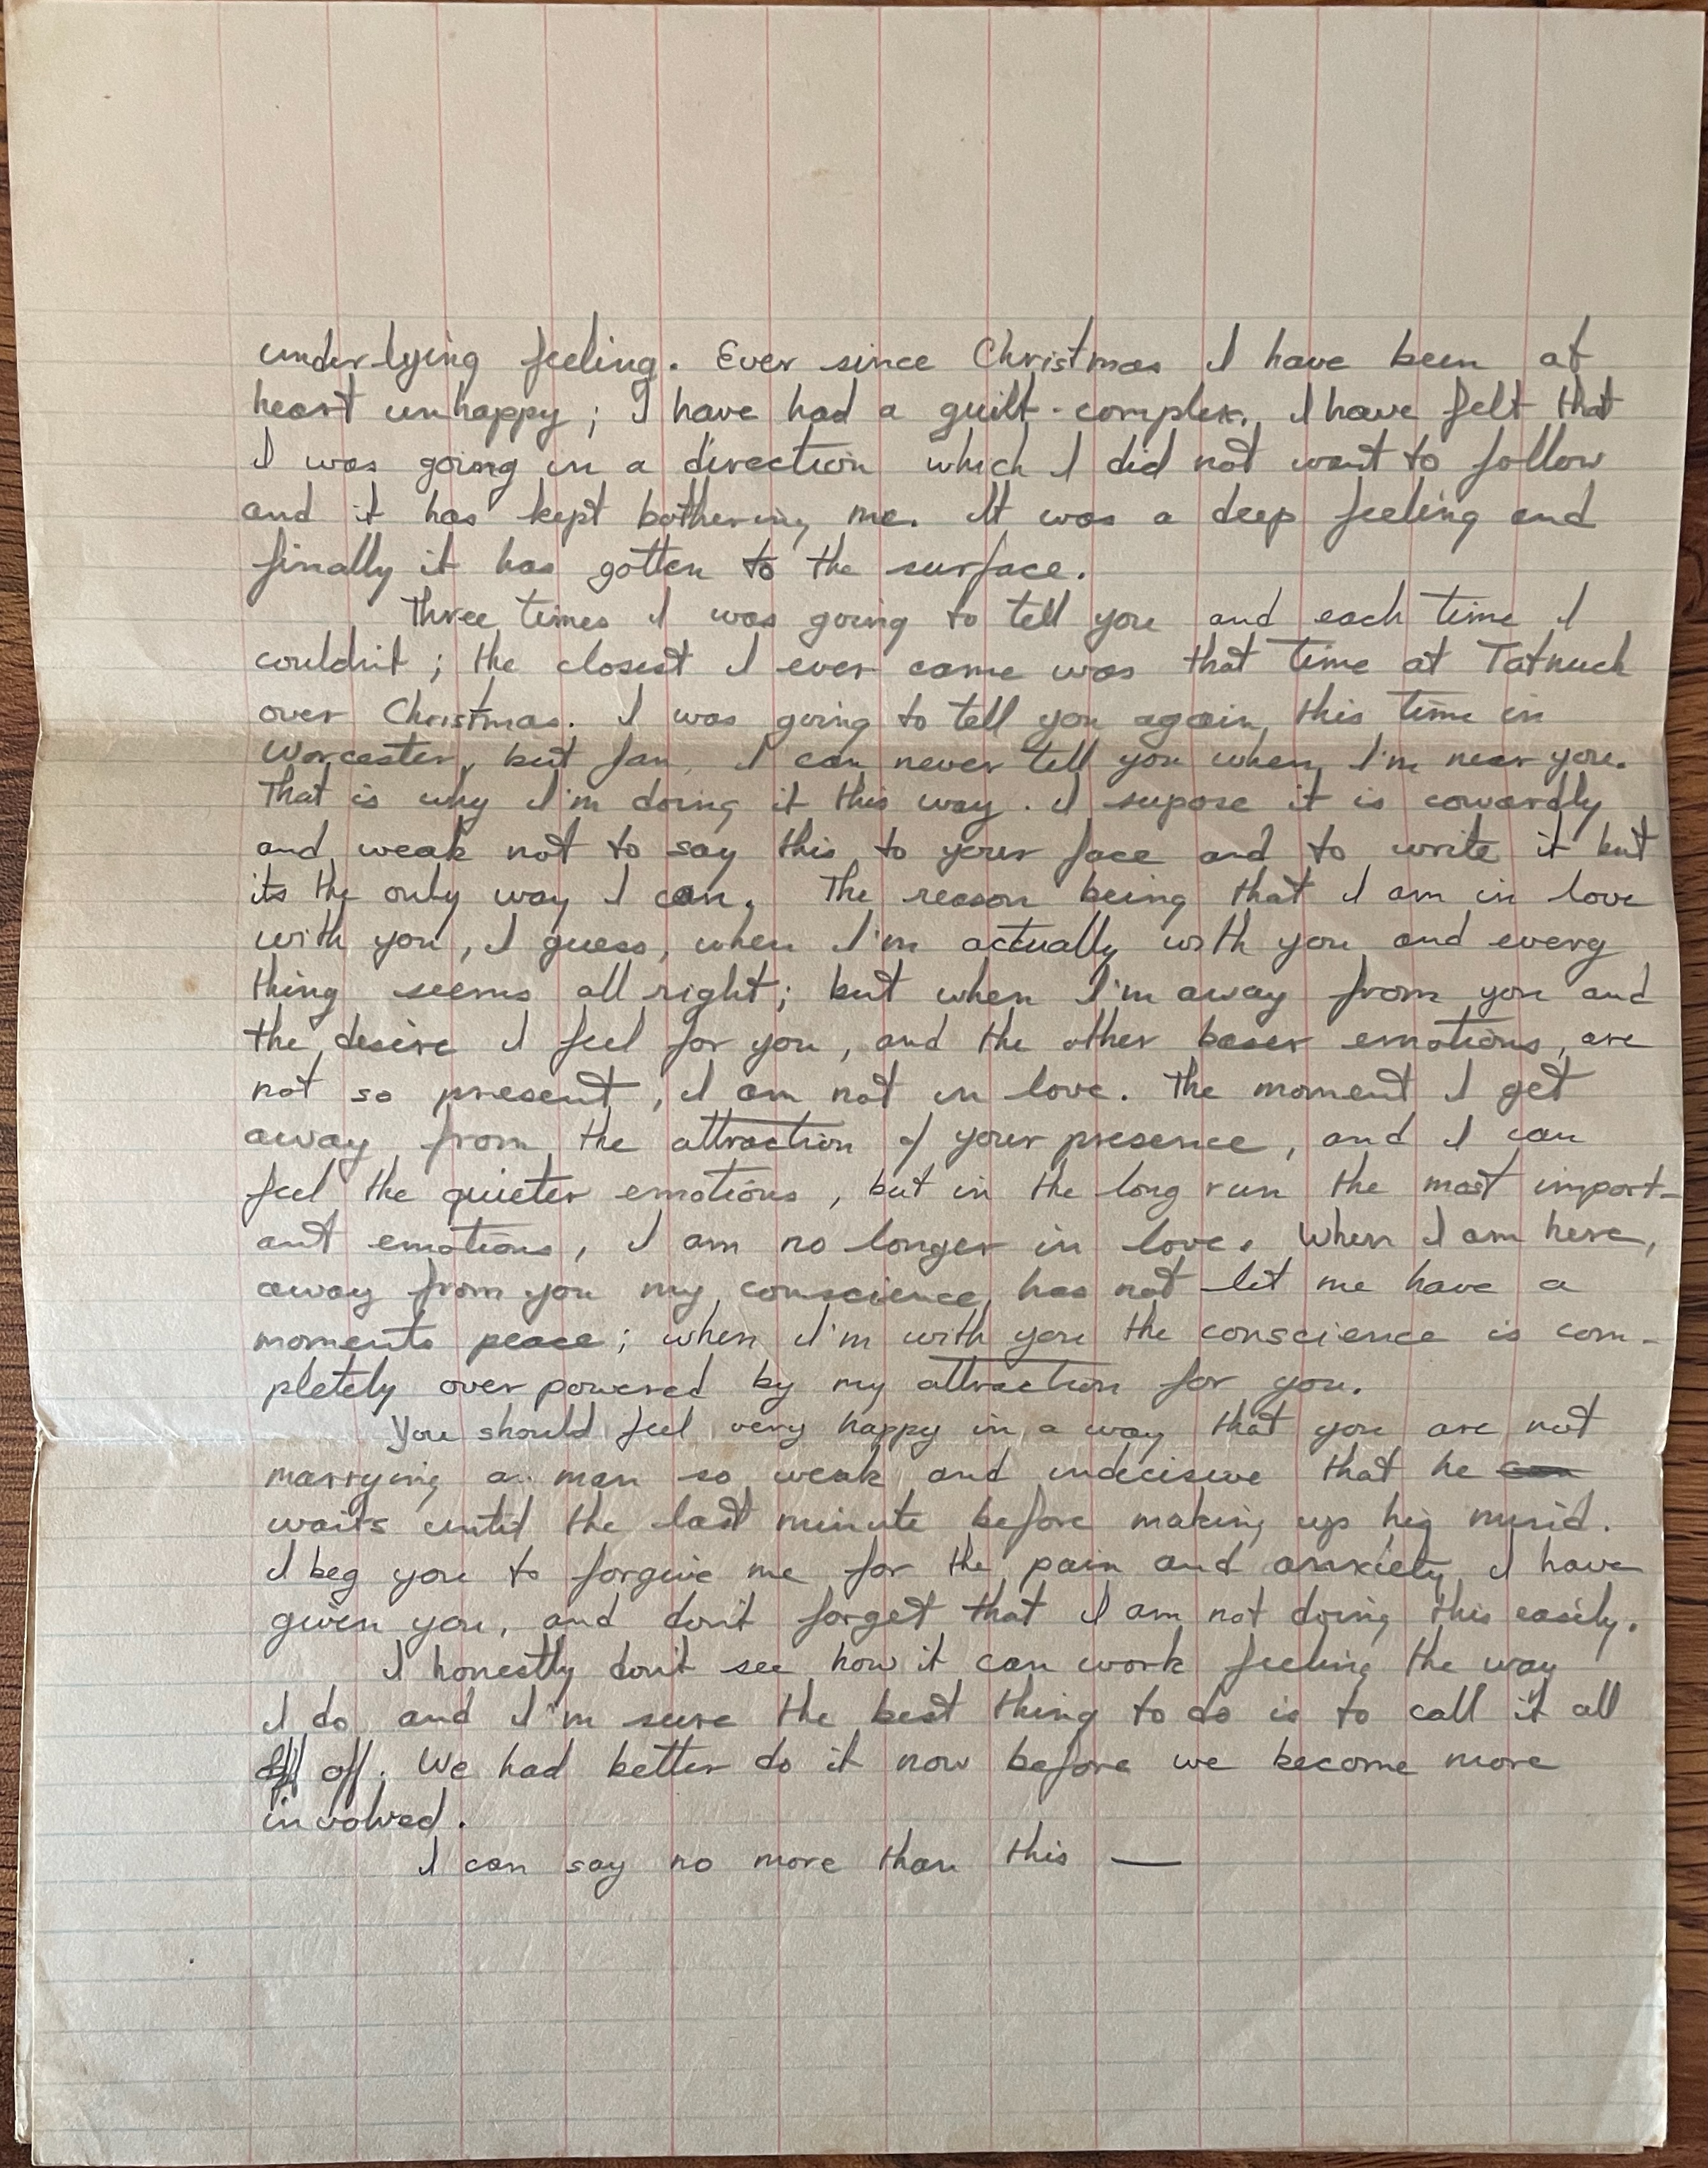 underlying feeling. Ever since Christmas I have been at
heart unhappy; I have had a guilt-complex. I have felt that
I was going in a direction which I did not want to follow
and it has kept bothering me. It was a deep feeling and
finally it has gotten to the surface.
Three times I was going to tell you and each time I
couldn't; the closest I ever came was that time at Tatnuck
over Christmas. I was going to tell you again, this time in
Worcester, but Jan, I can never tell you when I'm near you.
That is why I'm doing it this way. I supose it is cowardly
and weak not to say this to your face and to write it but
its the only way I can. The reason being that I am in love
with you, I guess, when I'm actually with you and every
thing seems all right; but when I'm away from you and
the desire I feel for you, and the other baser emotions, are
not so present, I am not in love. The moment I get
away from the attraction of your presence, and I can
feel the quieter emotions, but in the long run the most import-
ant emotions, I am no longer in love. When I am here,
away from you my conscience has not let me have a
moments peace; when I'm with you the conscience is com-
pletely overpowered by my attraction for you.
You should feel very happy in a way that you are not
marrying a man so weak and indecisive that he can
waits until the last minute before making up his mind.
I beg you to forgive me for the pain and anxiety I have
given you, and don't forget that I am not doing this easily.
I honestly don't see how it can work feeling the way
I do and I'm sure the best thing to do is to call it all
off off. We had better do it now before we become more
involved.
I can say no more than this —